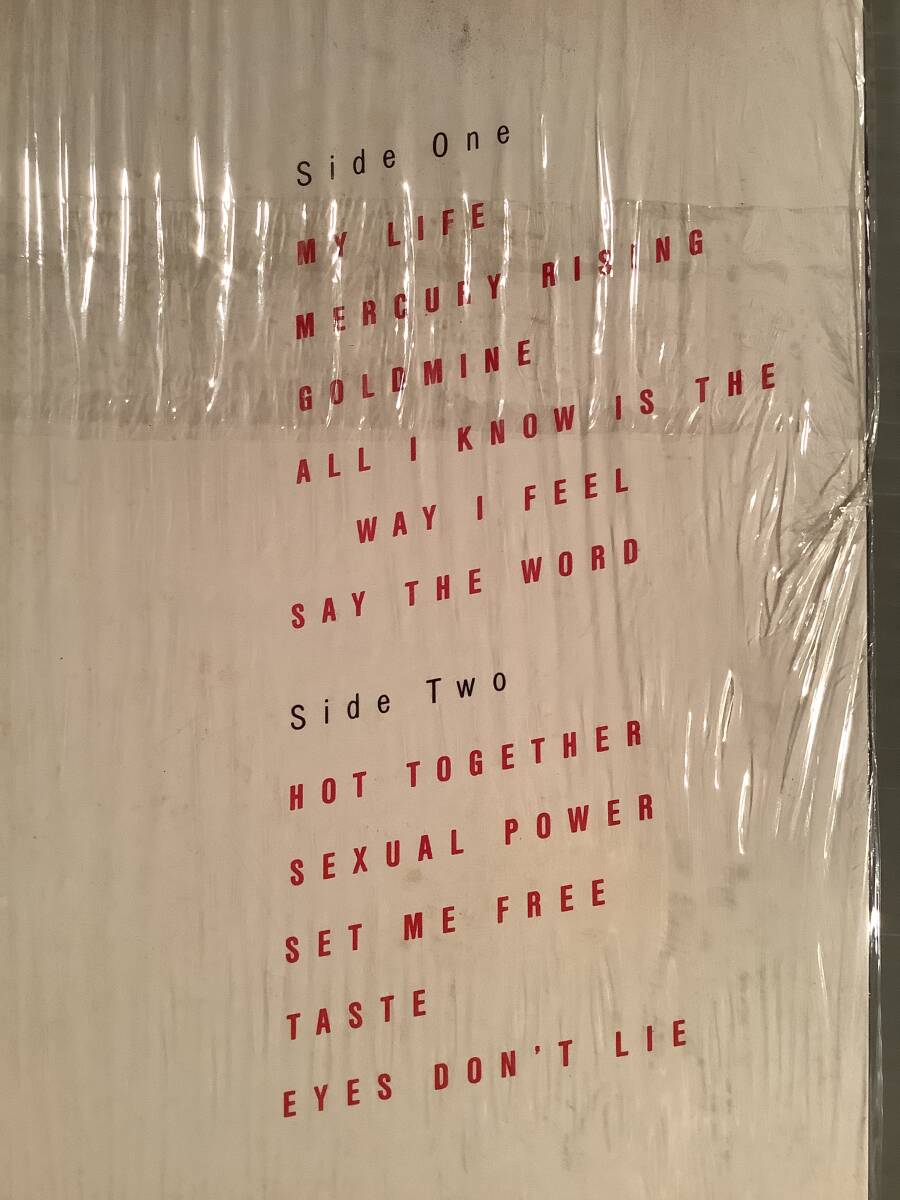 Side One
MY LIFE
MERCURY RISING
GOLDMINE
ALL I KNOW IS THE
WAY I FEEL
SAY THE WORD
Side Two
HOT TOGETHER
SEXUAL POWER
SET ME FREE
TASTE
EYES DON'T LIE